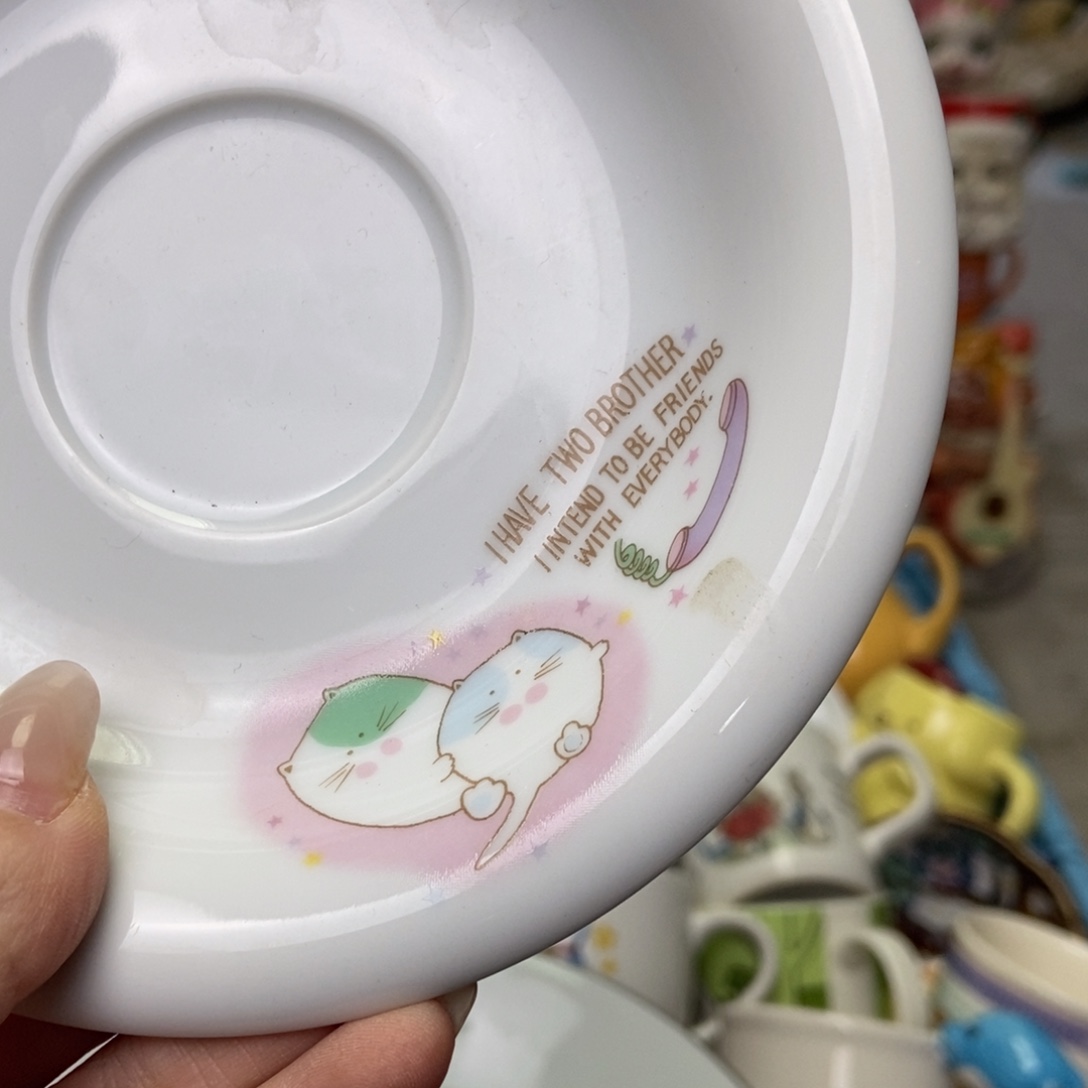 I HAVE TWO BROTHER
I INTEND TO BE FRIENDS
WITH EVERYBODY.